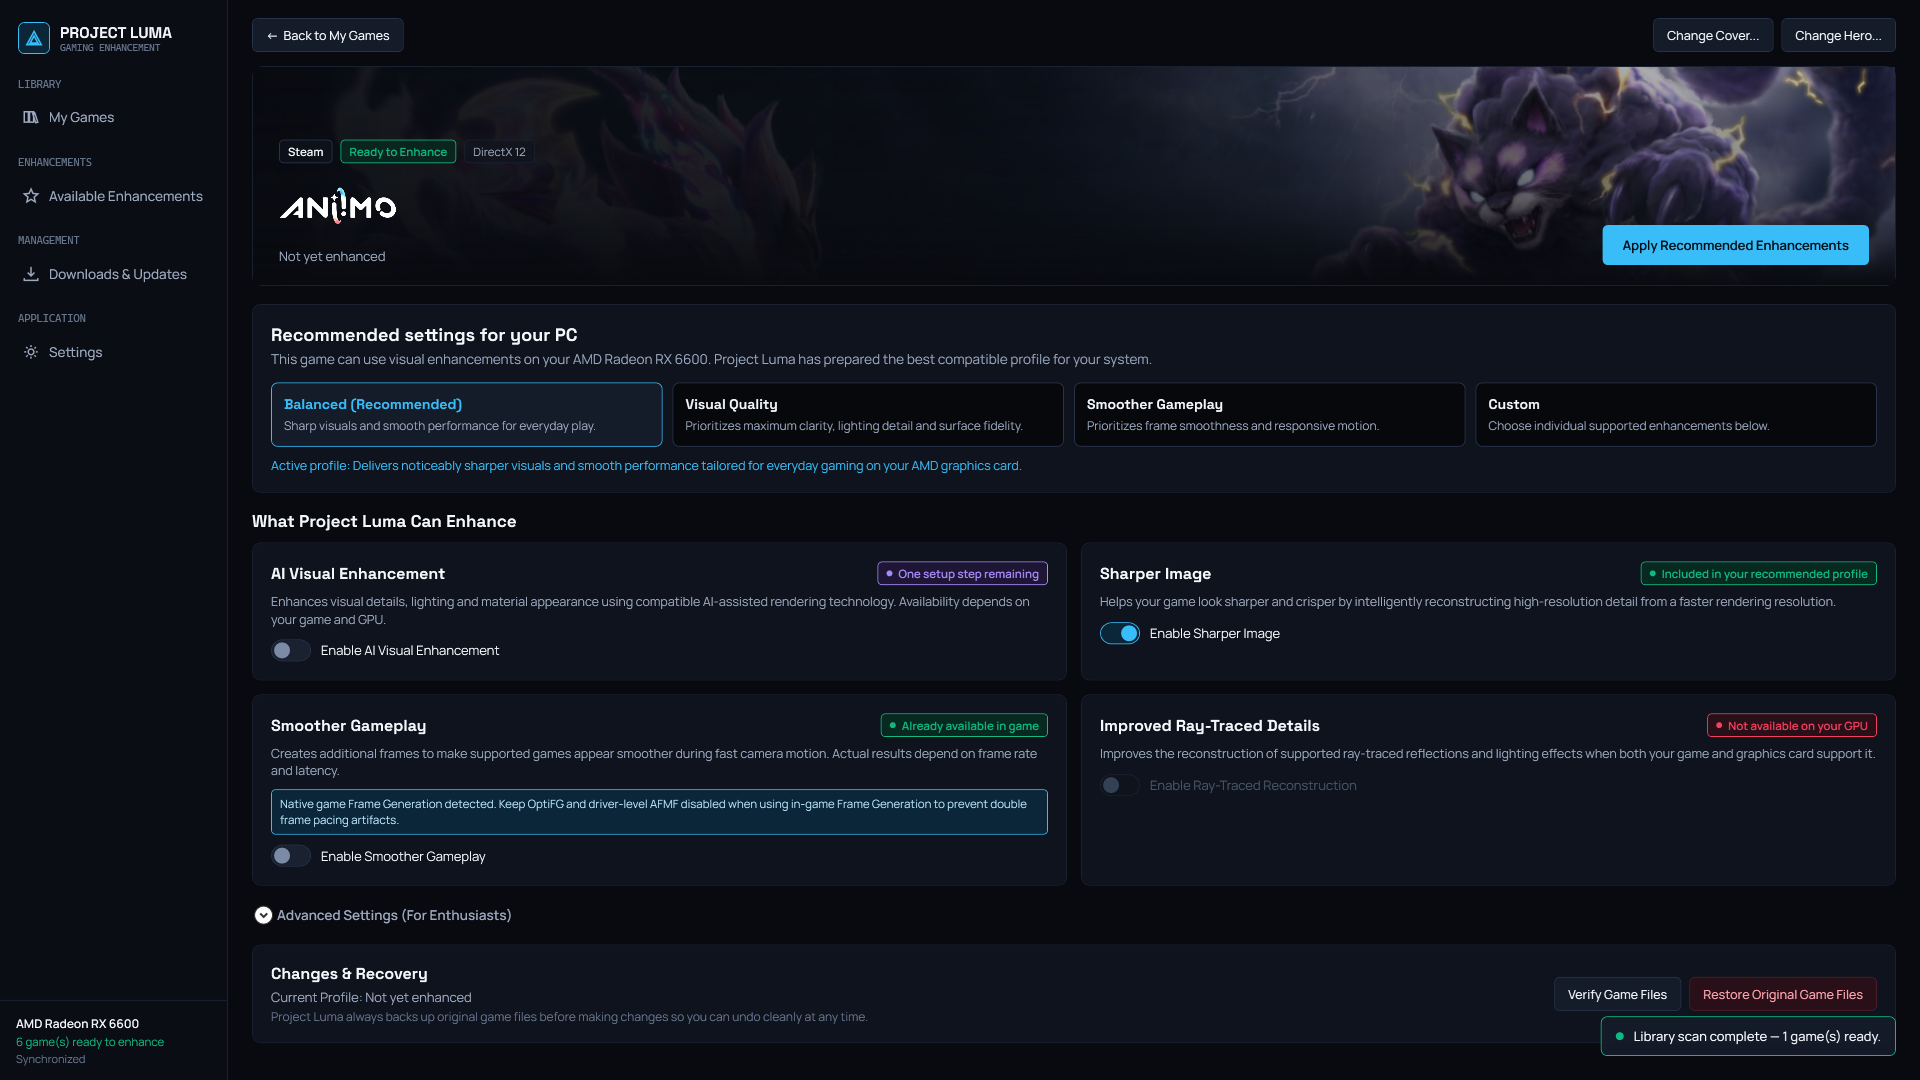 PROJECT LUMA
GAMING ENHANCEMENT
LIBRARY
My Games
ENHANCEMENTS
Available Enhancements
MANAGEMENT
Downloads & Updates
APPLICATION
Settings
AMD Radeon RX 6600
6 game(s) ready to enhance
Synchronized
← Back to My Games
Change Cover...
Change Hero...
Steam
Ready to Enhance
DirectX 12
ANIIMO
Not yet enhanced
Apply Recommended Enhancements
Recommended settings for your PC
This game can use visual enhancements on your AMD Radeon RX 6600. Project Luma has prepared the best compatible profile for your system.
Balanced (Recommended)
Sharp visuals and smooth performance for everyday play.
Visual Quality
Prioritizes maximum clarity, lighting detail and surface fidelity.
Smoother Gameplay
Prioritizes frame smoothness and responsive motion.
Custom
Choose individual supported enhancements below.
Active profile: Delivers noticeably sharper visuals and smooth performance tailored for everyday gaming on your AMD graphics card.
What Project Luma Can Enhance
AI Visual Enhancement
One setup step remaining
Enhances visual details, lighting and material appearance using compatible AI-assisted rendering technology. Availability depends on
your game and GPU.
Enable AI Visual Enhancement
Sharper Image
Included in your recommended profile
Helps your game look sharper and crisper by intelligently reconstructing high-resolution detail from a faster rendering resolution.
Enable Sharper Image
Smoother Gameplay
Already available in game
Creates additional frames to make supported games appear smoother during fast camera motion. Actual results depend on frame rate
and latency.
Native game Frame Generation detected. Keep OptiFG and driver-level AFMF disabled when using in-game Frame Generation to prevent double
frame pacing artifacts.
Enable Smoother Gameplay
Improved Ray-Traced Details
Not available on your GPU
Improves the reconstruction of supported ray-traced reflections and lighting effects when both your game and graphics card support it.
Enable Ray-Traced Reconstruction
Advanced Settings (For Enthusiasts)
Changes & Recovery
Current Profile: Not yet enhanced
Project Luma always backs up original game files before making changes so you can undo cleanly at any time.
Verify Game Files
Restore Original Game Files
Library scan complete — 1 game(s) ready.